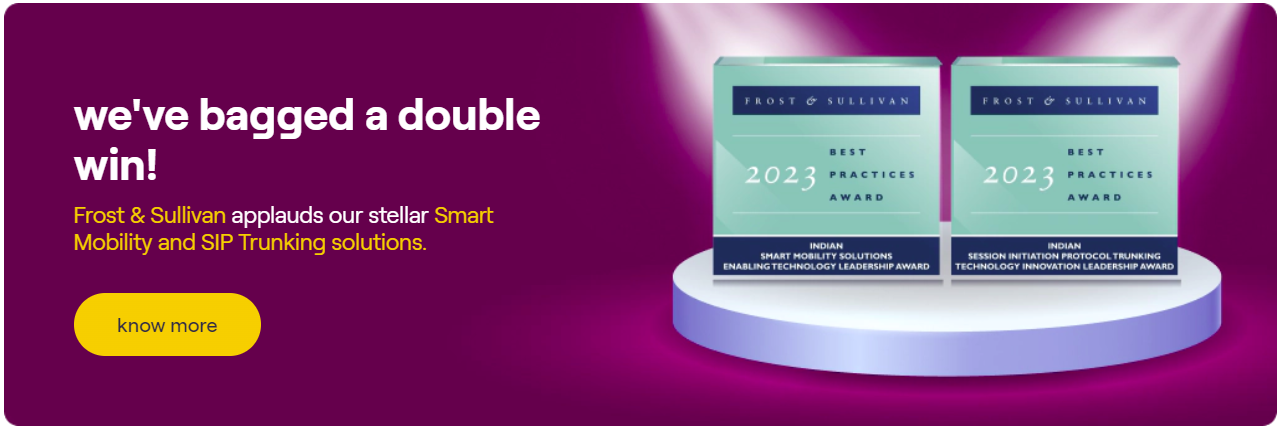 we've bagged a double
win!
Frost & Sullivan applauds our stellar Smart
Mobility and SIP Trunking solutions.
know more
FROST & SULLIVAN
2023
BEST
PRACTICES
AWARD
INDIAN
SMART MOBILITY SOLUTIONS
ENABLING TECHNOLOGY LEADERSHIP AWARD
FROST & SULLIVAN
2023
BEST
PRACTICES
AWARD
INDIAN
SESSION INITIATION PROTOCOL TRUNKING
TECHNOLOGY INNOVATION LEADERSHIP AWARD